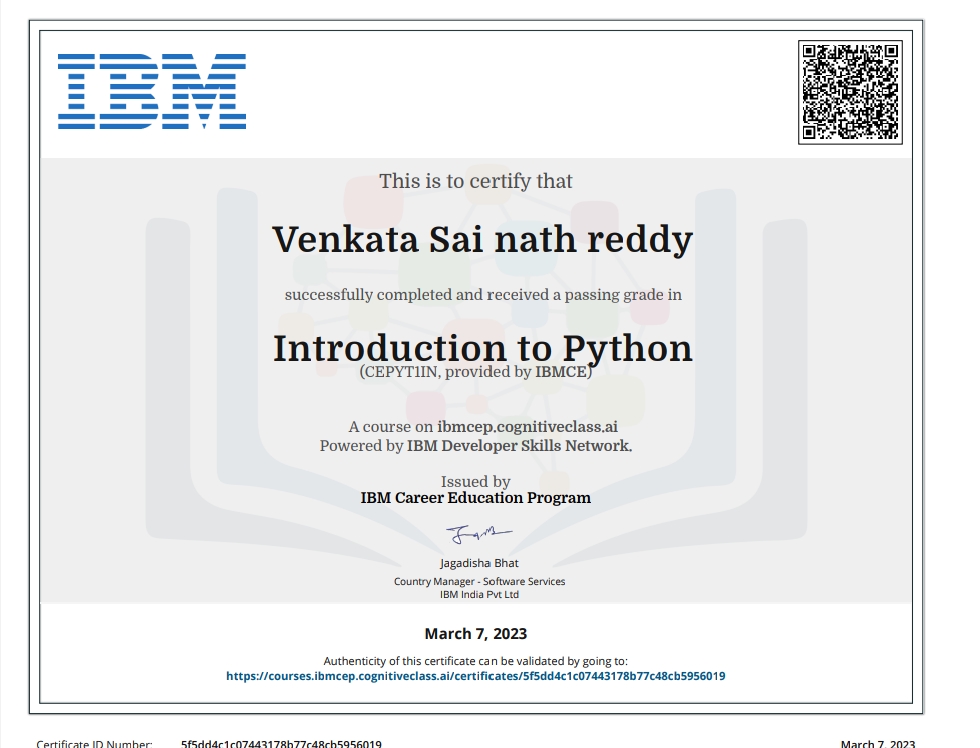 IBM
This is to certify that
Venkata Sai nath reddy
successfully completed and received a passing grade in
Introduction to Python
(CEPYT1IN, provided by IBMCE)
A course on ibmcep.cognitiveclass.ai
Powered by IBM Developer Skills Network.
Issued by
IBM Career Education Program
Jagadisha Bhat
Country Manager - Software Services
IBM India Pvt Ltd
March 7, 2023
Authenticity of this certificate can be validated by going to:
https://courses.ibmcep.cognitiveclass.ai/certificates/5f5dd4c1c07443178b77c48cb5956019
Certificate ID Number: 5f5dd4c1c07443178b77c48cb5956019 March 7, 2023